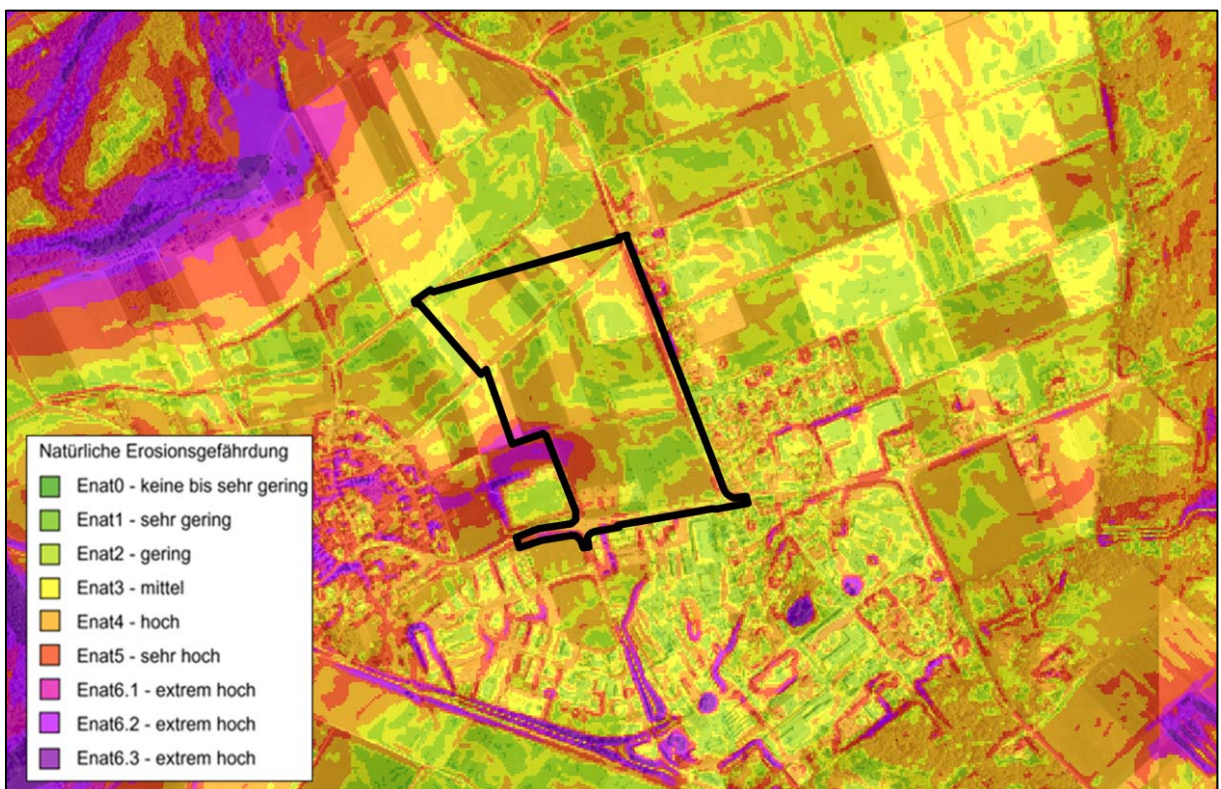 Natürliche Erosionsgefährdung
Enat0 - keine bis sehr gering
Enat1 - sehr gering
Enat2 - gering
Enat3 - mittel
Enat4 - hoch
Enat5 - sehr hoch
Enat6.1 - extrem hoch
Enat6.2 - extrem hoch
Enat6.3 - extrem hoch